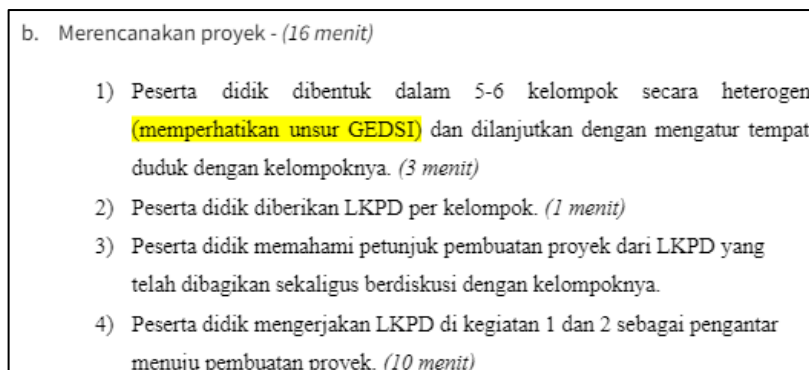 b. Merencanakan proyek - (16 menit)
1) Peserta didik dibentuk dalam 5-6 kelompok secara heterogen
(memperhatikan unsur GEDSI) dan dilanjutkan dengan mengatur tempat
duduk dengan kelompoknya. (3 menit)
2) Peserta didik diberikan LKPD per kelompok. (1 menit)
3) Peserta didik memahami petunjuk pembuatan proyek dari LKPD yang
telah dibagikan sekaligus berdiskusi dengan kelompoknya.
4) Peserta didik mengerjakan LKPD di kegiatan 1 dan 2 sebagai pengantar
menuju pembuatan proyek. (10 menit)